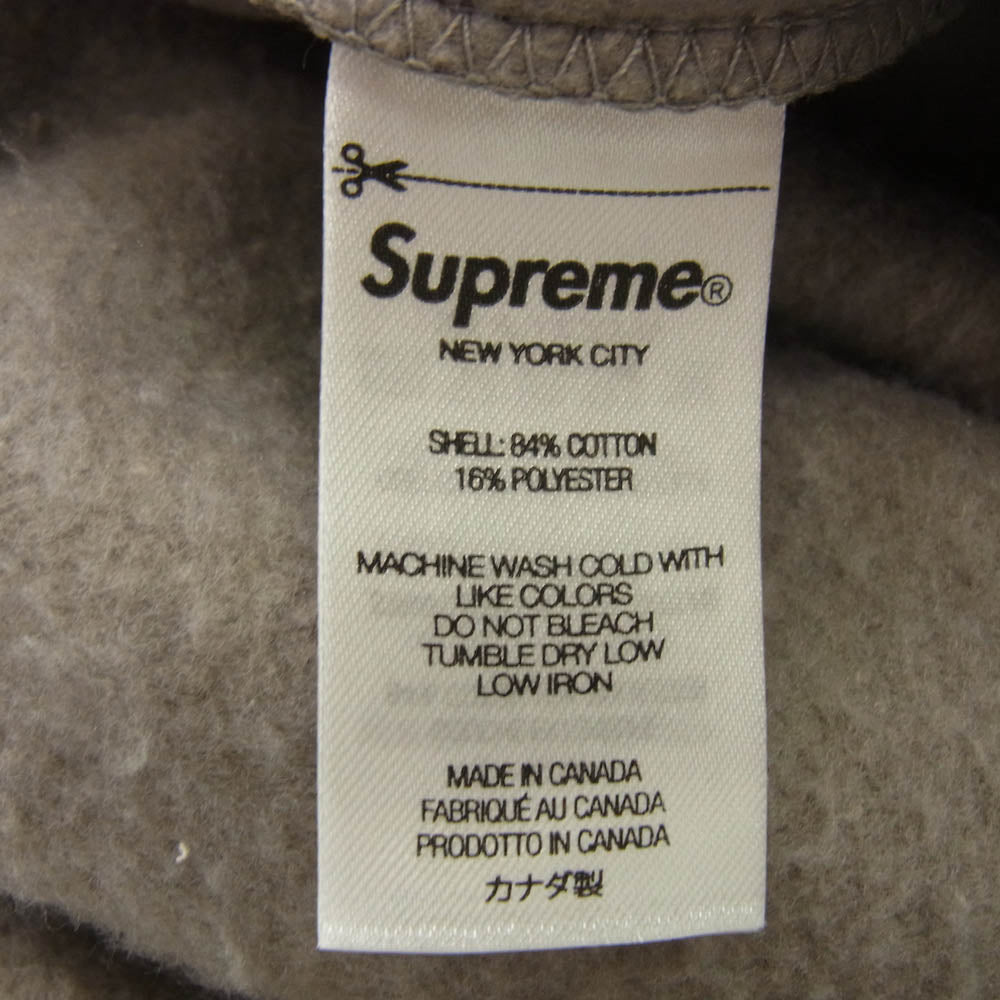 Supreme®
NEW YORK CITY
SHELL: 84% COTTON
16% POLYESTER
MACHINE WASH COLD WITH
LIKE COLORS
DO NOT BLEACH
TUMBLE DRY LOW
LOW IRON
MADE IN CANADA
FABRIQUÉ AU CANADA
PRODOTTO IN CANADA
カナダ製